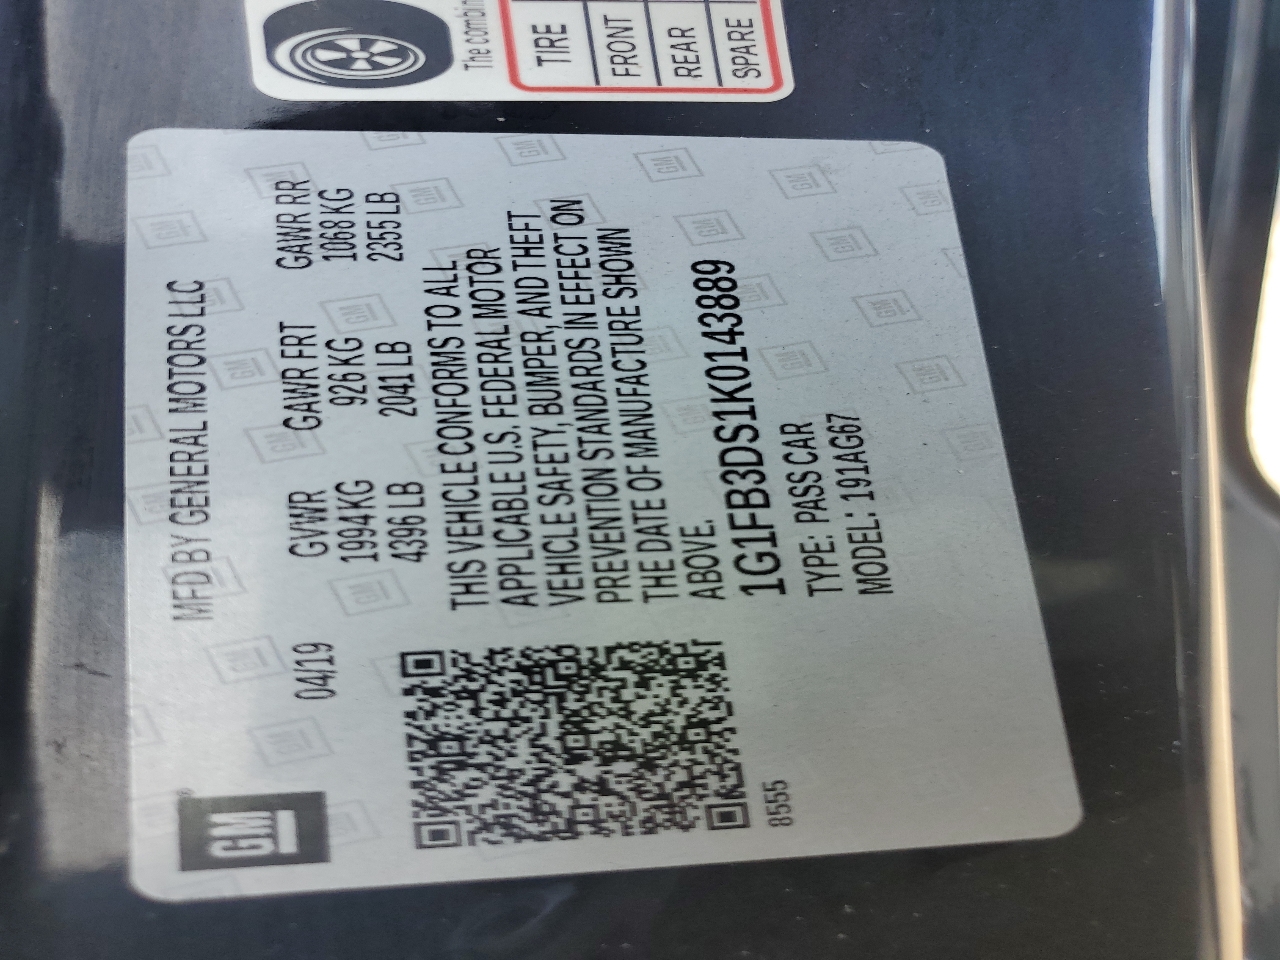 The combin
TIRE
FRONT
REAR
SPARE
GM
MFD BY GENERAL MOTORS LLC
04/19 GVWR GAWR FRT GAWR RR
1994 KG 926 KG 1068 KG
4396 LB 2041 LB 2355 LB
THIS VEHICLE CONFORMS TO ALL
APPLICABLE U.S. FEDERAL MOTOR
VEHICLE SAFETY, BUMPER, AND THEFT
PREVENTION STANDARDS IN EFFECT ON
THE DATE OF MANUFACTURE SHOWN
ABOVE.
1G1FB3DS1K0143889
TYPE: PASS CAR
MODEL: 191AG67
8555